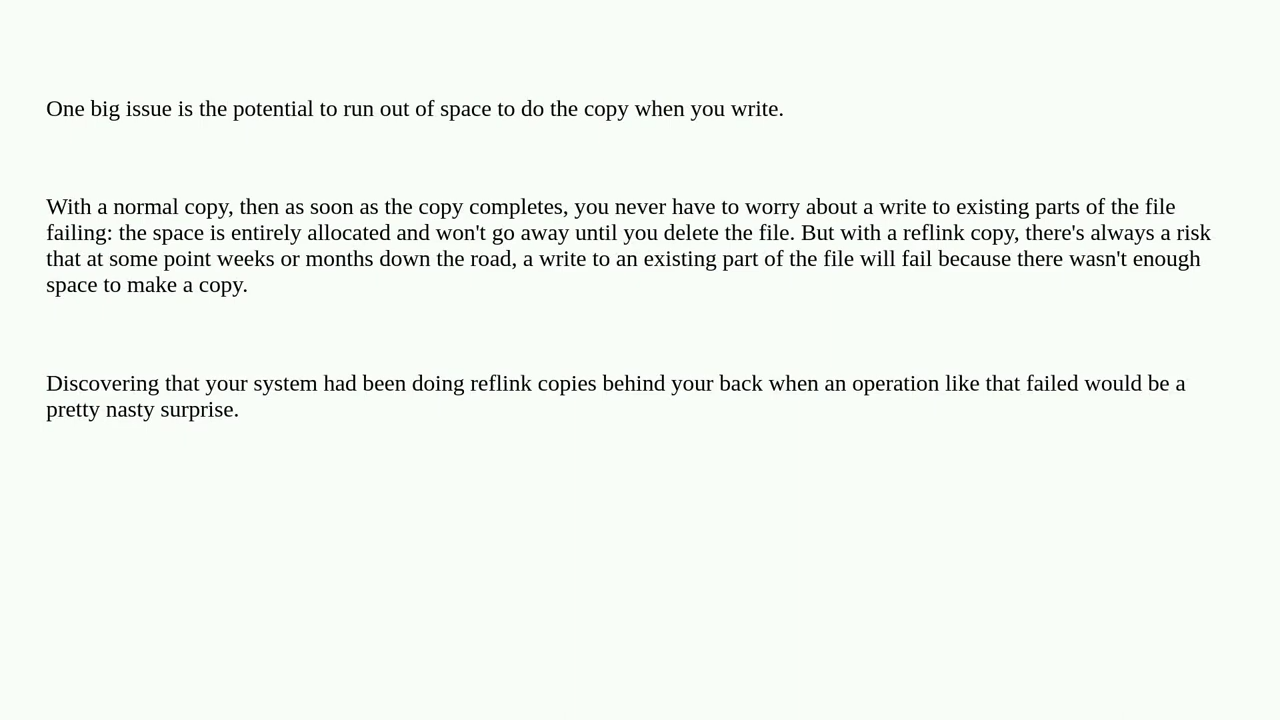 One big issue is the potential to run out of space to do the copy when you write.
With a normal copy, then as soon as the copy completes, you never have to worry about a write to existing parts of the file
failing: the space is entirely allocated and won't go away until you delete the file. But with a reflink copy, there's always a risk
that at some point weeks or months down the road, a write to an existing part of the file will fail because there wasn't enough
space to make a copy.
Discovering that your system had been doing reflink copies behind your back when an operation like that failed would be a
pretty nasty surprise.